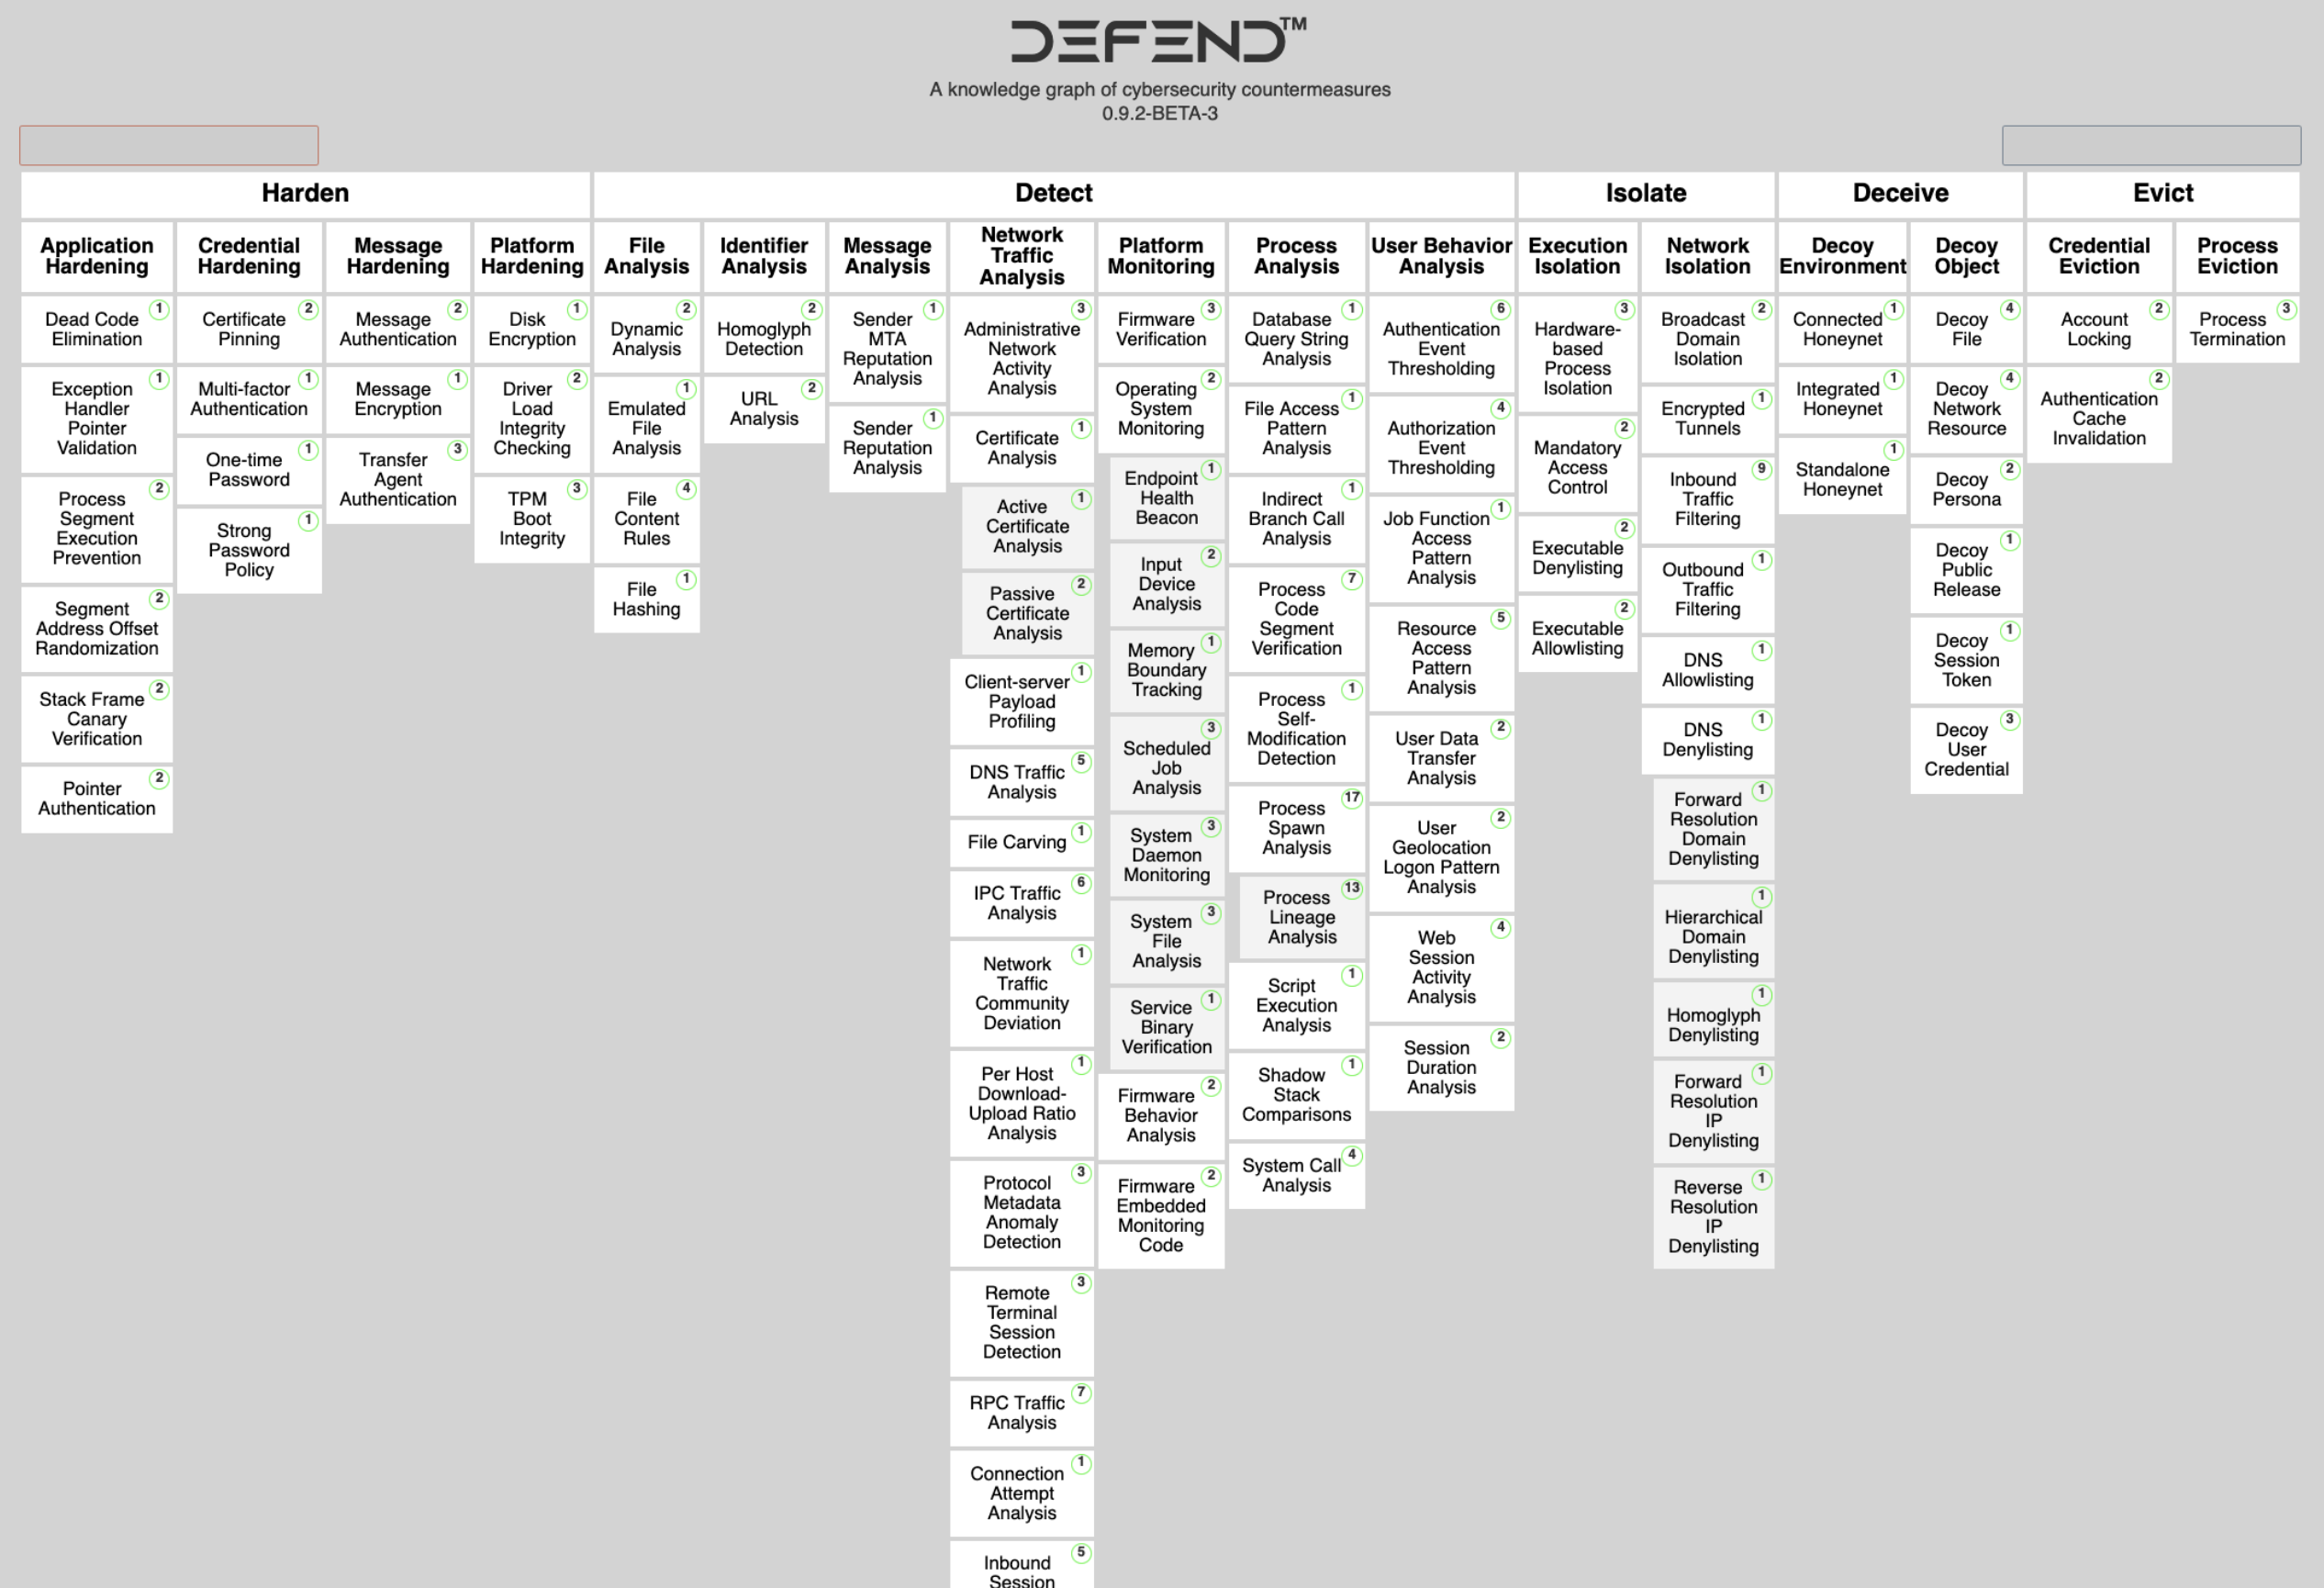 DEFEND™
A knowledge graph of cybersecurity countermeasures
0.9.2-BETA-3
Harden
Detect
Isolate
Deceive
Evict
Application
Hardening
Credential
Hardening
Message
Hardening
Platform
Hardening
File
Analysis
Identifier
Analysis
Message
Analysis
Network
Traffic
Analysis
Platform
Monitoring
Process
Analysis
User Behavior
Analysis
Execution
Isolation
Network
Isolation
Decoy
Environment
Decoy
Object
Credential
Eviction
Process
Eviction
Dead Code 1
Elimination
Exception 1
Handler
Pointer
Validation
Process 2
Segment
Execution
Prevention
Segment 2
Address Offset
Randomization
Stack Frame 2
Canary
Verification
Pointer 2
Authentication
Certificate 2
Pinning
Multi-factor 1
Authentication
One-time 1
Password
Strong 1
Password
Policy
Message 2
Authentication
Message 1
Encryption
Transfer 3
Agent
Authentication
Disk 1
Encryption
Driver 2
Load
Integrity
Checking
TPM 3
Boot
Integrity
2
Dynamic
Analysis
1
Emulated
File
Analysis
File 4
Content
Rules
File 1
Hashing
2
Homoglyph
Detection
URL 2
Analysis
Sender 1
MTA
Reputation
Analysis
Sender 1
Reputation
Analysis
3
Administrative
Network
Activity
Analysis
Certificate 1
Analysis
Active 1
Certificate
Analysis
Passive 2
Certificate
Analysis
Client-server 1
Payload
Profiling
DNS Traffic 5
Analysis
File Carving 1
IPC Traffic 6
Analysis
Network 1
Traffic
Community
Deviation
Per Host 1
Download-
Upload Ratio
Analysis
Protocol 3
Metadata
Anomaly
Detection
Remote 3
Terminal
Session
Detection
RPC Traffic 7
Analysis
Connection 1
Attempt
Analysis
Inbound 5
Session
Firmware 3
Verification
Operating 2
System
Monitoring
Endpoint 1
Health
Beacon
Input 2
Device
Analysis
Memory 1
Boundary
Tracking
3
Scheduled
Job
Analysis
System 3
Daemon
Monitoring
System 3
File
Analysis
Service 1
Binary
Verification
Firmware 2
Behavior
Analysis
Firmware 2
Embedded
Monitoring
Code
Database 1
Query String
Analysis
File Access 1
Pattern
Analysis
Indirect 1
Branch Call
Analysis
Process 7
Code
Segment
Verification
Process 1
Self-
Modification
Detection
Process 17
Spawn
Analysis
Process 13
Lineage
Analysis
Script 1
Execution
Analysis
Shadow 1
Stack
Comparisons
System Call 4
Analysis
6
Authentication
Event
Thresholding
4
Authorization
Event
Thresholding
Job Function 1
Access
Pattern
Analysis
Resource 5
Access
Pattern
Analysis
User Data 2
Transfer
Analysis
User 2
Geolocation
Logon Pattern
Analysis
Web 4
Session
Activity
Analysis
Session 2
Duration
Analysis
3
Hardware-
based
Process
Isolation
2
Mandatory
Access
Control
2
Executable
Denylisting
2
Executable
Allowlisting
Broadcast 2
Domain
Isolation
Encrypted 1
Tunnels
Inbound 9
Traffic
Filtering
Outbound 1
Traffic
Filtering
DNS 1
Allowlisting
DNS 1
Denylisting
Forward 1
Resolution
Domain
Denylisting
1
Hierarchical
Domain
Denylisting
1
Homoglyph
Denylisting
Forward 1
Resolution
IP
Denylisting
Reverse 1
Resolution
IP
Denylisting
Connected 1
Honeynet
Integrated 1
Honeynet
1
Standalone
Honeynet
Decoy 4
File
Decoy 4
Network
Resource
Decoy 2
Persona
Decoy 1
Public
Release
Decoy 1
Session
Token
Decoy 3
User
Credential
Account 2
Locking
2
Authentication
Cache
Invalidation
Process 3
Termination